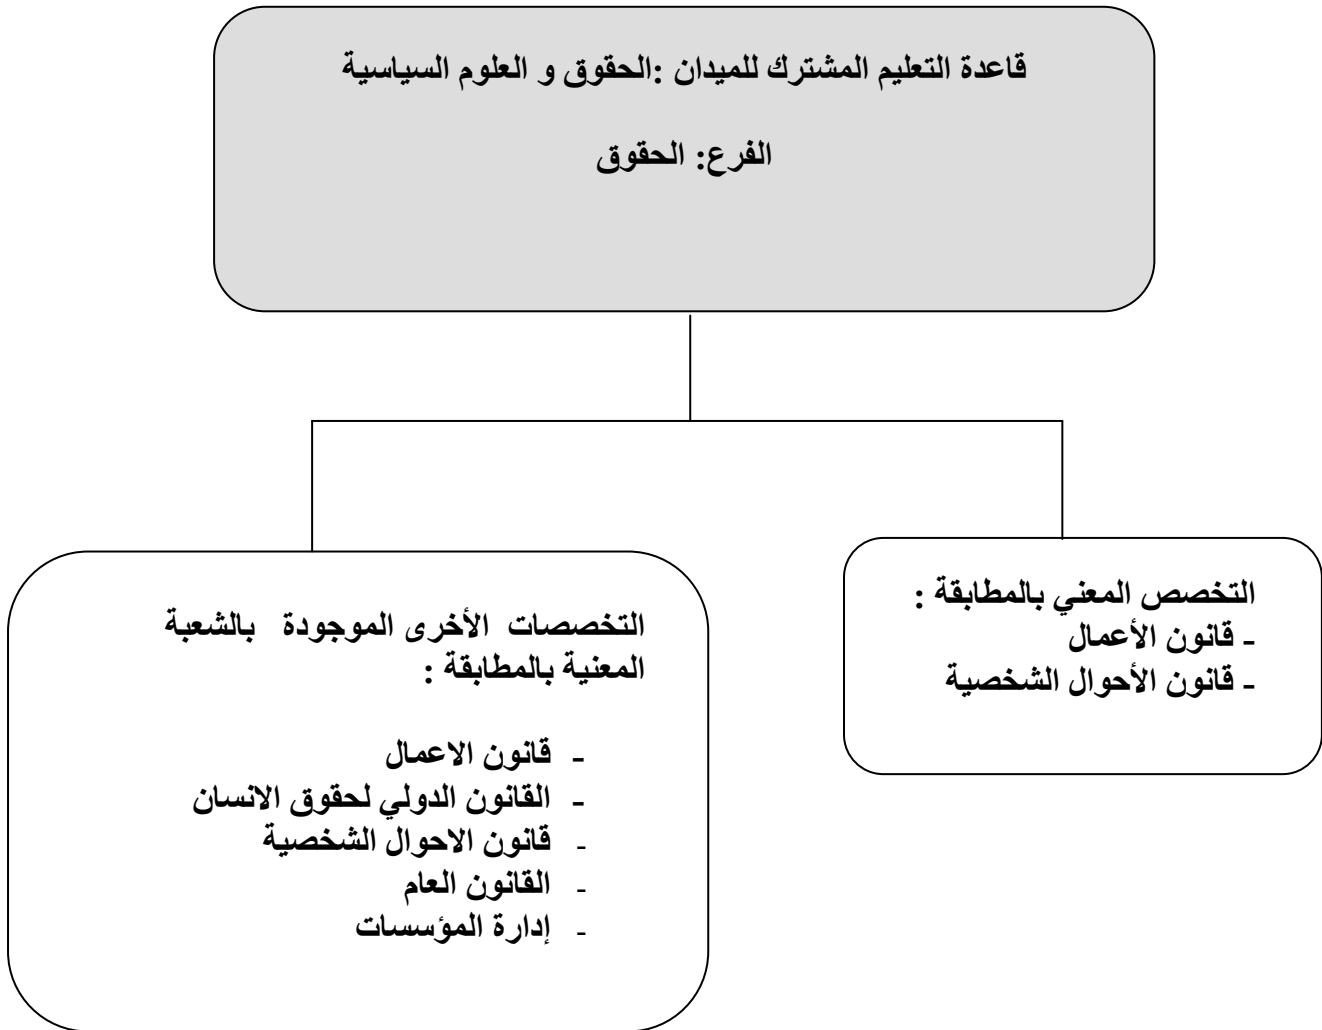 قاعدة التعليم المشترك للميدان :الحقوق و العلوم السياسية
الفرع: الحقوق
التخصص المعني بالمطابقة :
- قانون الأعمال
- قانون الأحوال الشخصية
التخصصات الأخرى الموجودة بالشعبة
المعنية بالمطابقة :
- قانون الاعمال
- القانون الدولي لحقوق الانسان
- قانون الاحوال الشخصية
- القانون العام
- إدارة المؤسسات